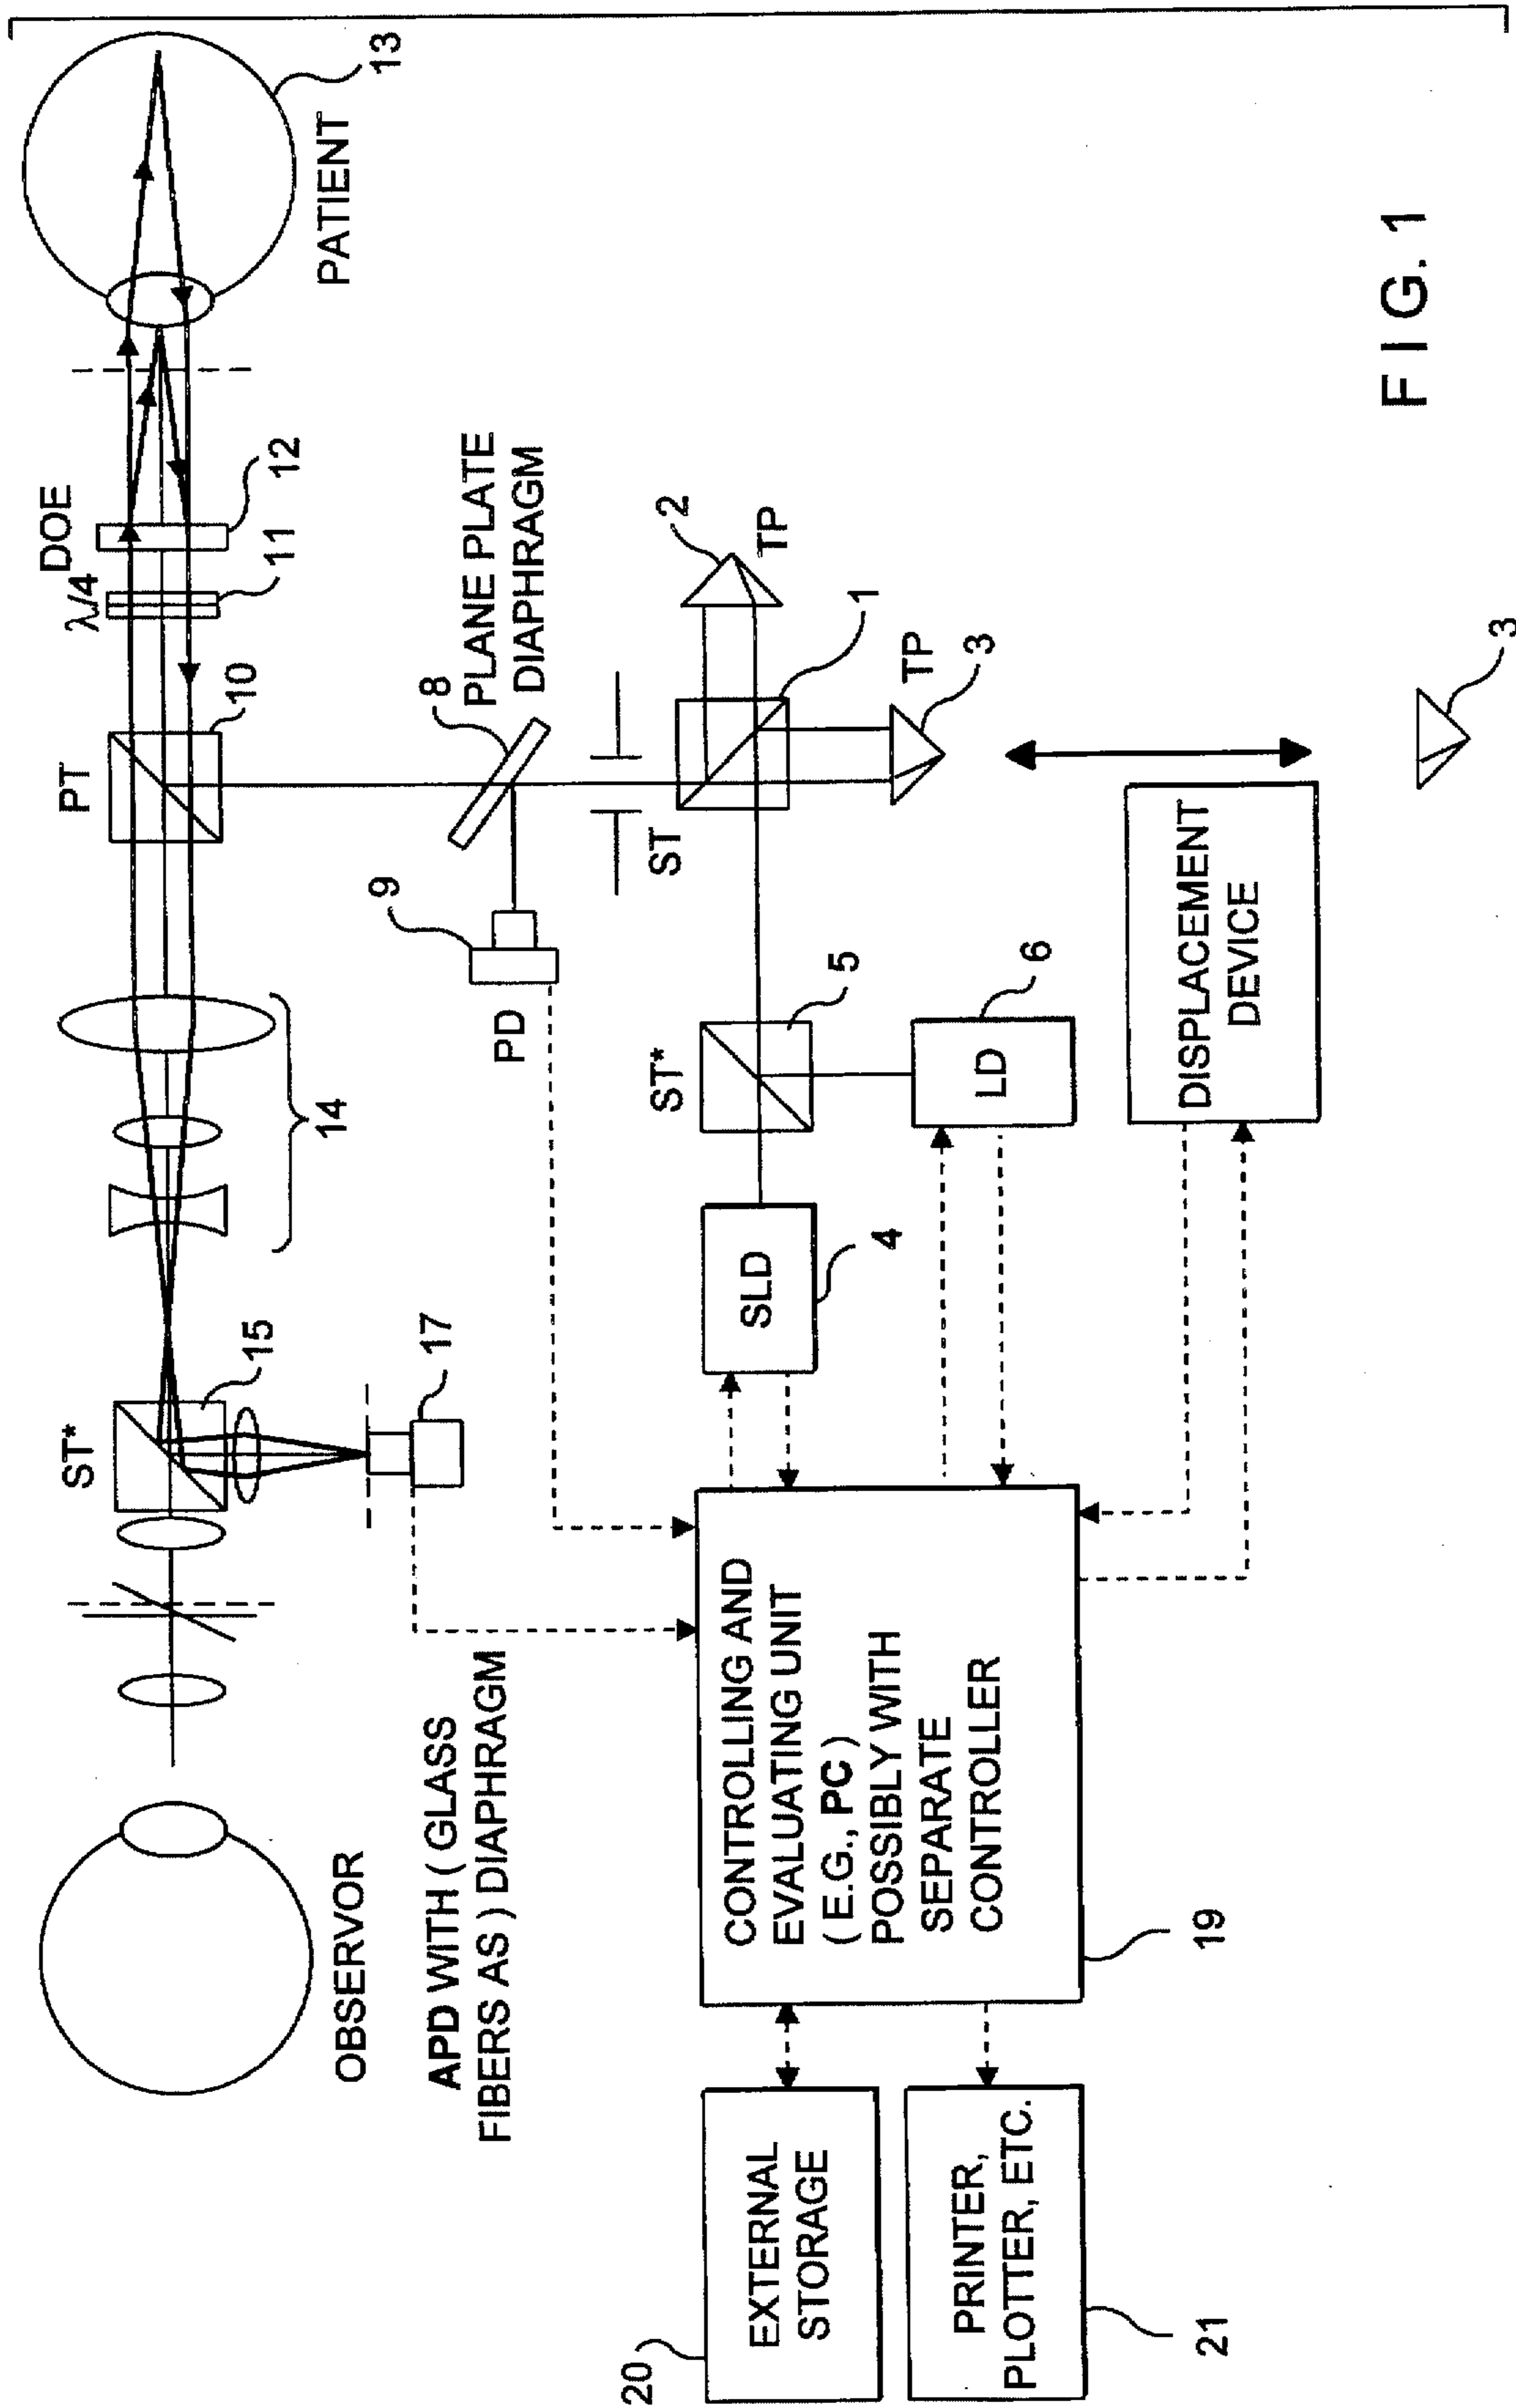 OBSERVOR
ST*
15
14
PT
10
λ/4
DOE
11
12
PATIENT
13
APD WITH ( GLASS
FIBERS AS ) DIAPHRAGM
17
PD
9
8
PLANE PLATE
DIAPHRAGM
ST
20
EXTERNAL
STORAGE
PRINTER,
PLOTTER, ETC.
21
CONTROLLING AND
EVALUATING UNIT
( E.G., PC )
POSSIBLY WITH
SEPARATE
CONTROLLER
19
SLD
4
ST*
5
LD
6
1
2
TP
TP
3
DISPLACEMENT
DEVICE
3
FIG. 1